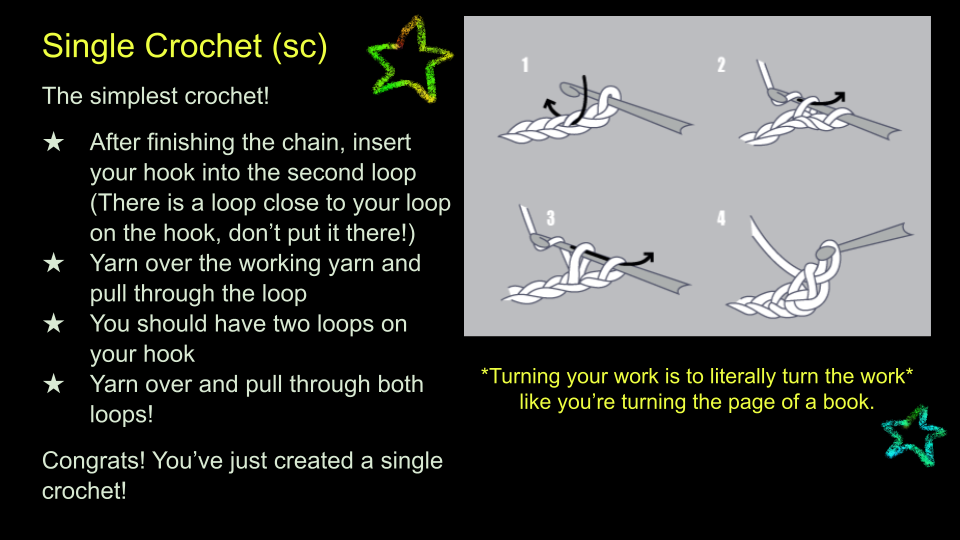 Single Crochet (sc)
The simplest crochet!
★ After finishing the chain, insert
your hook into the second loop
(There is a loop close to your loop
on the hook, don’t put it there!)
★ Yarn over the working yarn and
pull through the loop
★ You should have two loops on
your hook
★ Yarn over and pull through both
loops!
Congrats! You’ve just created a single
crochet!
1
2
3
4
*Turning your work is to literally turn the work*
like you’re turning the page of a book.